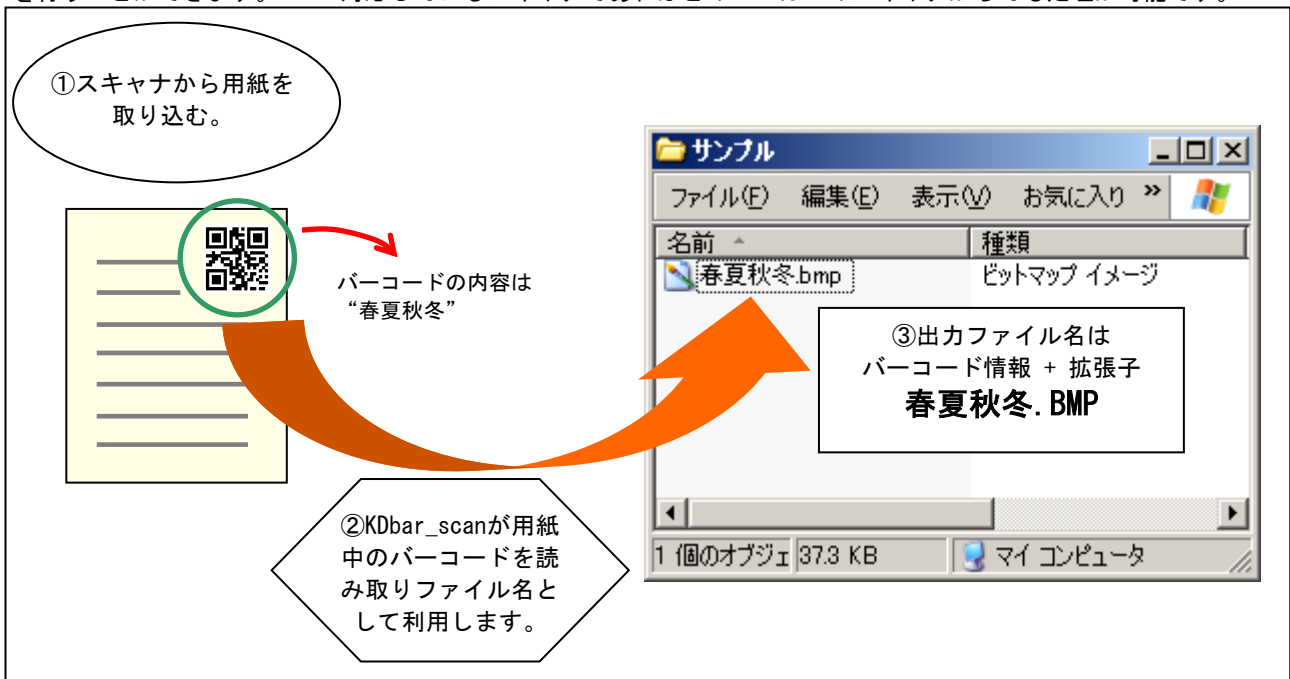 ①スキャナから用紙を
取り込む。
バーコードの内容は
“春夏秋冬”
②KDbar_scanが用紙
中のバーコードを読
み取りファイル名と
して利用します。
サンプル
ファイル(F) 編集(E) 表示(V) お気に入り »
名前 種類
春夏秋冬.bmp ビットマップ イメージ
③出力ファイル名は
バーコード情報 + 拡張子
春夏秋冬.BMP
1 個のオブジェ 37.3 KB マイ コンピュータ